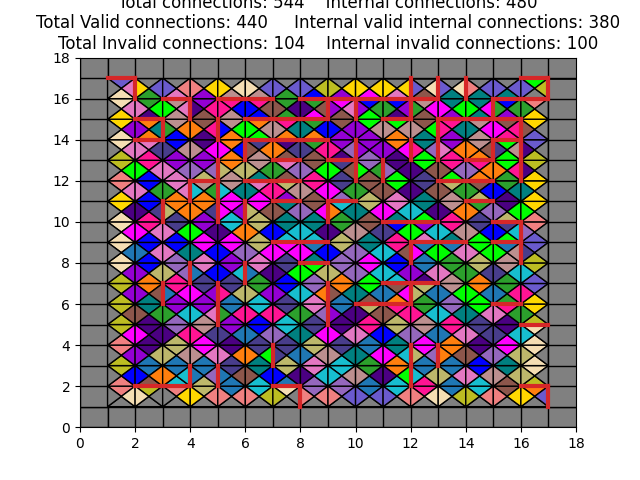 Total connections: 544    Internal connections: 480
Total Valid connections: 440    Internal valid internal connections: 380
Total Invalid connections: 104    Internal invalid connections: 100
18
16
14
12
10
8
6
4
2
0
0 2 4 6 8 10 12 14 16 18